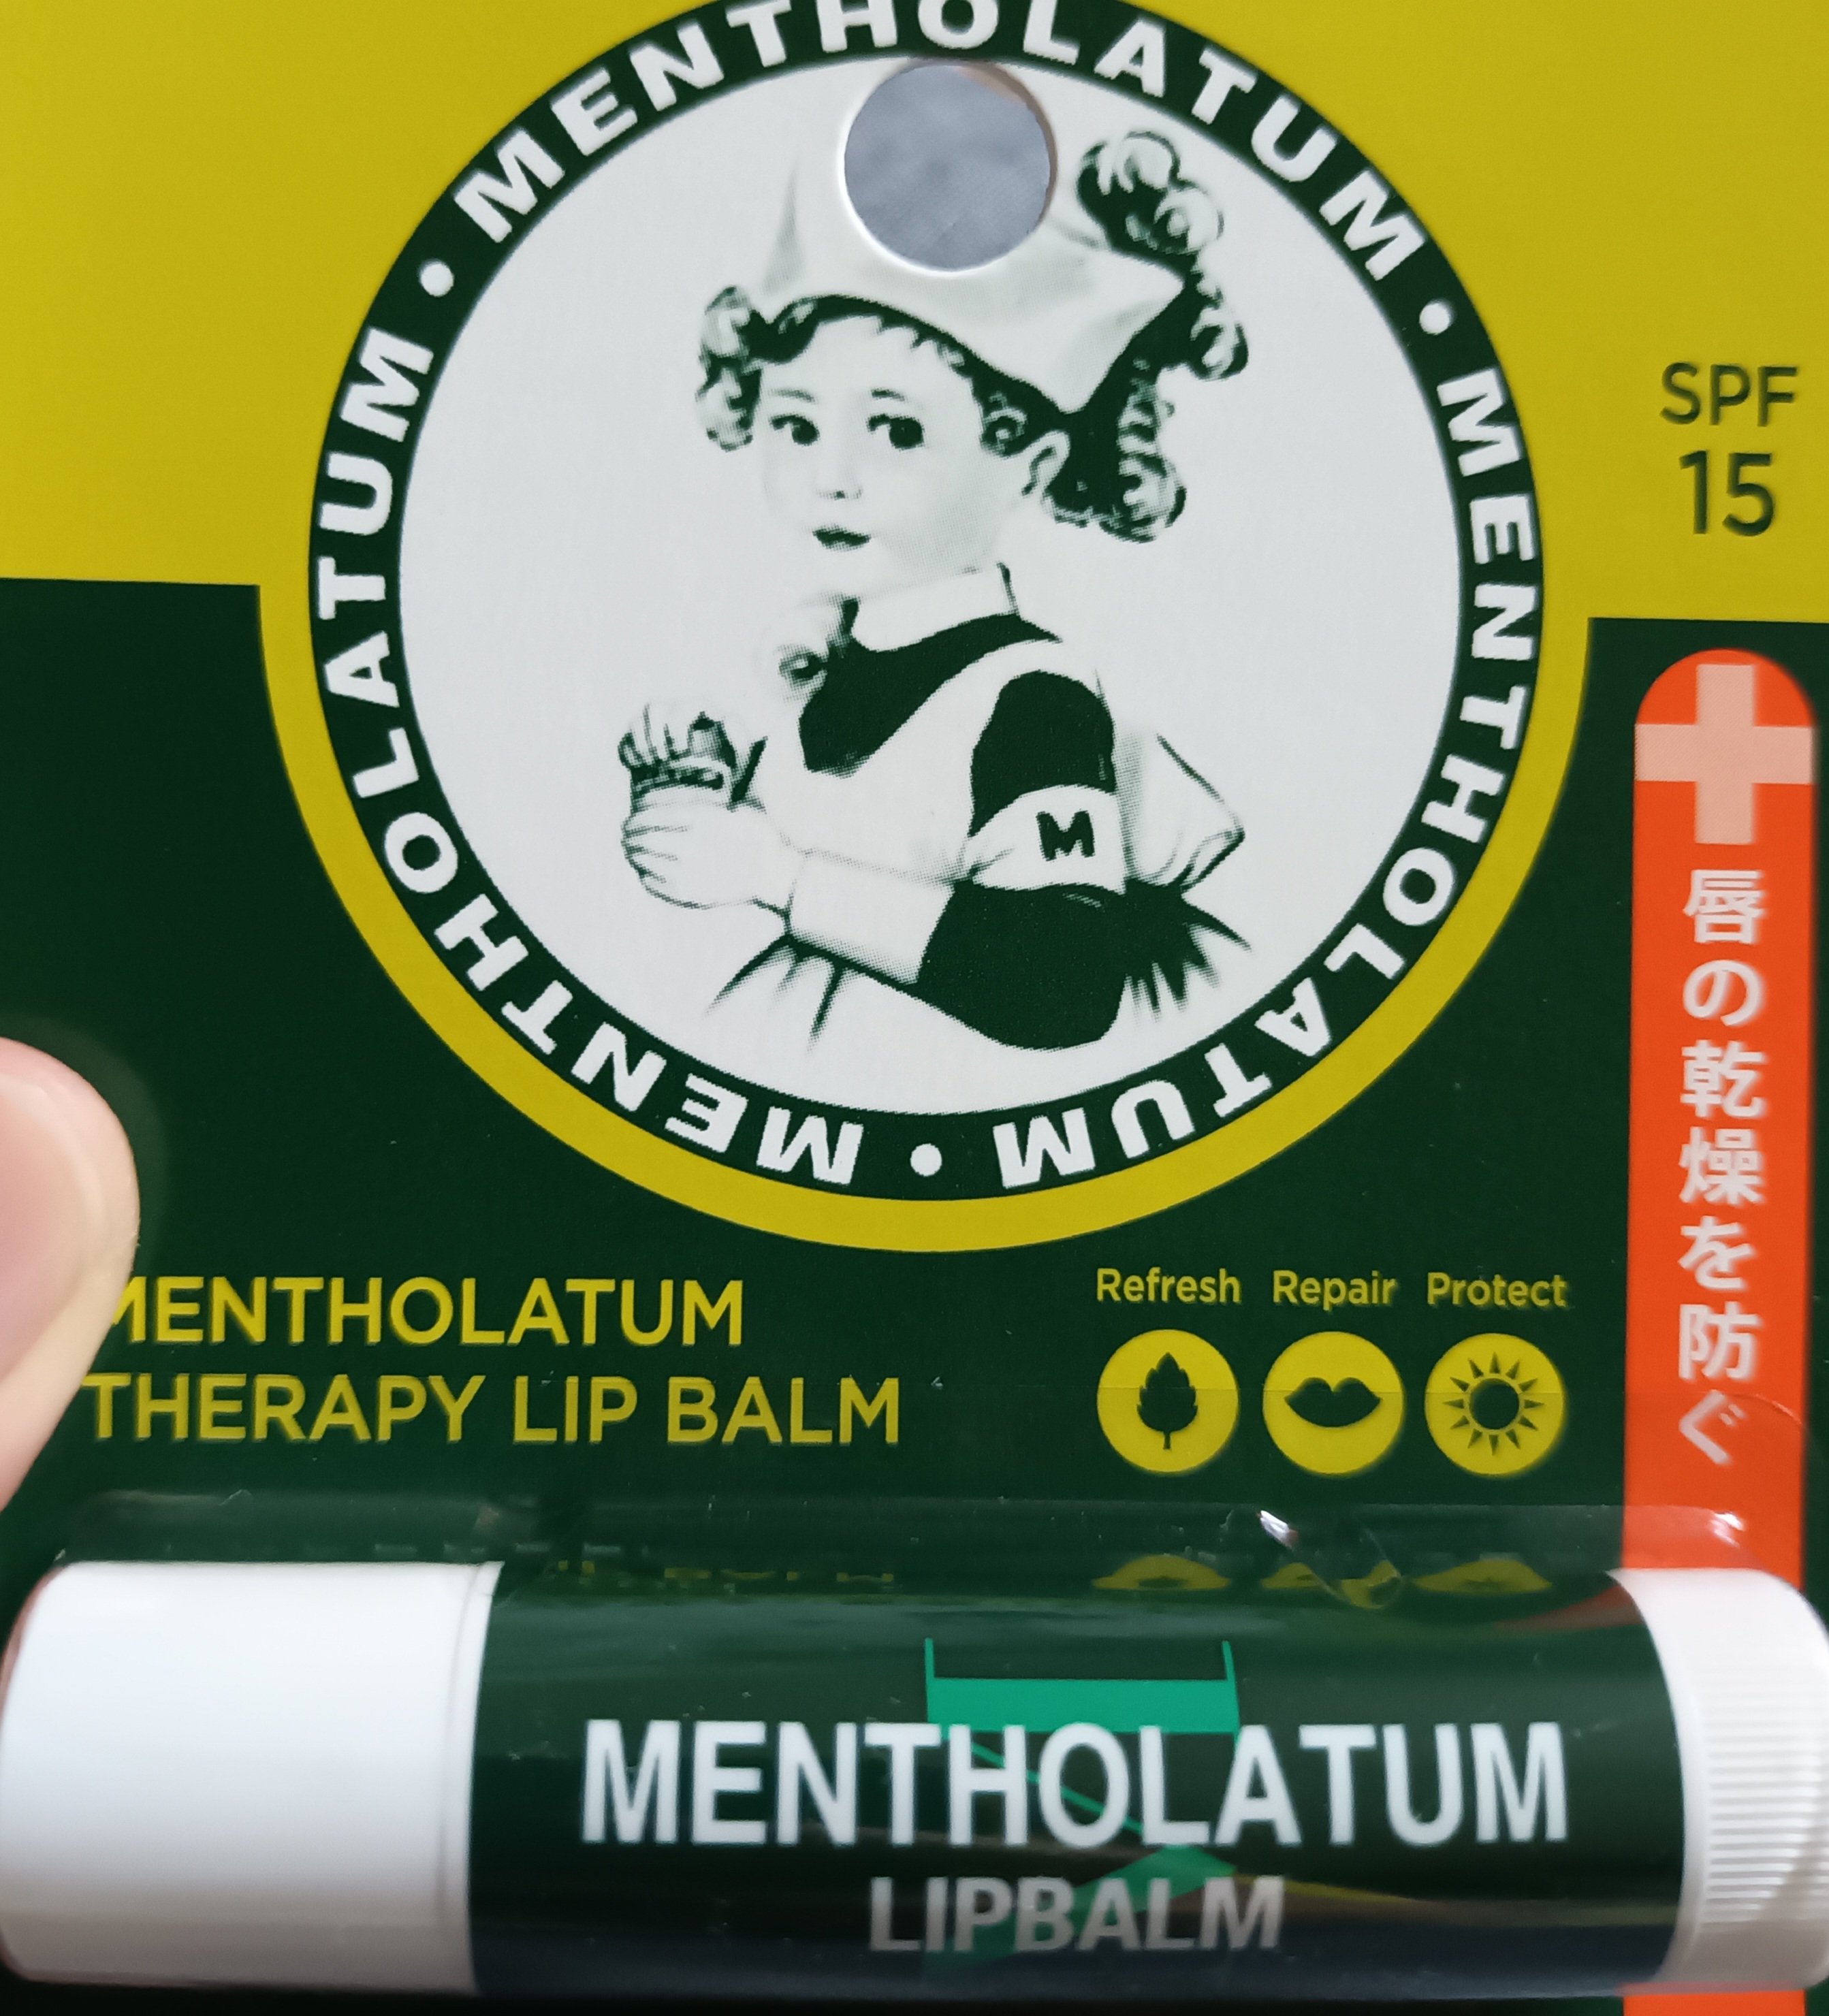 MENTHOLATUM • MENTHOLATUM • MENTHOLATUM • MENTHOLATUM •
M
SPF
15
唇の乾燥を防ぐ
MENTHOLATUM
THERAPY LIP BALM
Refresh Repair Protect
MENTHOLATUM
LIPBALM